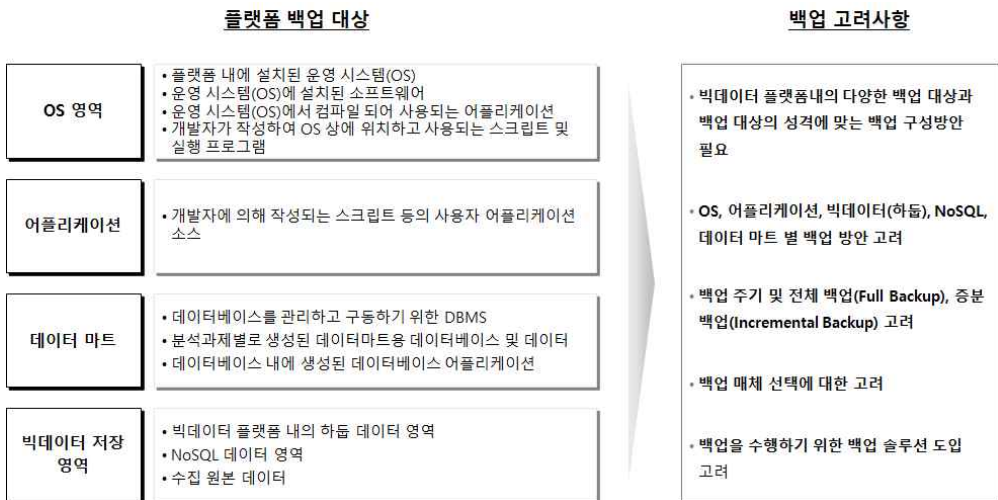 플랫폼 백업 대상
백업 고려사항
OS 영역
• 플랫폼 내에 설치된 운영 시스템(OS)
• 운영 시스템(OS)에 설치된 소프트웨어
• 운영 시스템(OS)에서 컴파일 되어 사용되는 어플리케이션
• 개발자가 작성하여 OS 상에 위치하고 사용되는 스크립트 및
실행 프로그램
어플리케이션
• 개발자에 의해 작성되는 스크립트 등의 사용자 어플리케이션
소스
데이터 마트
• 데이터베이스를 관리하고 구동하기 위한 DBMS
• 분석과제별로 생성된 데이터마트용 데이터베이스 및 데이터
• 데이터베이스 내에 생성된 데이터베이스 어플리케이션
빅데이터 저장
영역
• 빅데이터 플랫폼 내의 하둡 데이터 영역
• NoSQL 데이터 영역
• 수집 원본 데이터
• 빅데이터 플랫폼내의 다양한 백업 대상과
백업 대상의 성격에 맞는 백업 구성방안
필요
• OS, 어플리케이션, 빅데이터(하둡), NoSQL,
데이터 마트 별 백업 방안 고려
• 백업 주기 및 전체 백업(Full Backup), 증분
백업(Incremental Backup) 고려
• 백업 매체 선택에 대한 고려
• 백업을 수행하기 위한 백업 솔루션 도입
고려